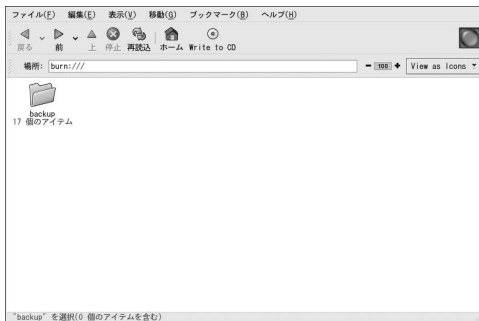 ファイル(F) 編集(E) 表示(V) 移動(G) ブックマーク(B) ヘルプ(H)
戻る 前 上 停止 再読込 ホーム Write to CD
場所: burn:/// 100 View as Icons
backup
17 個のアイテム
"backup" を選択(0 個のアイテムを含む)